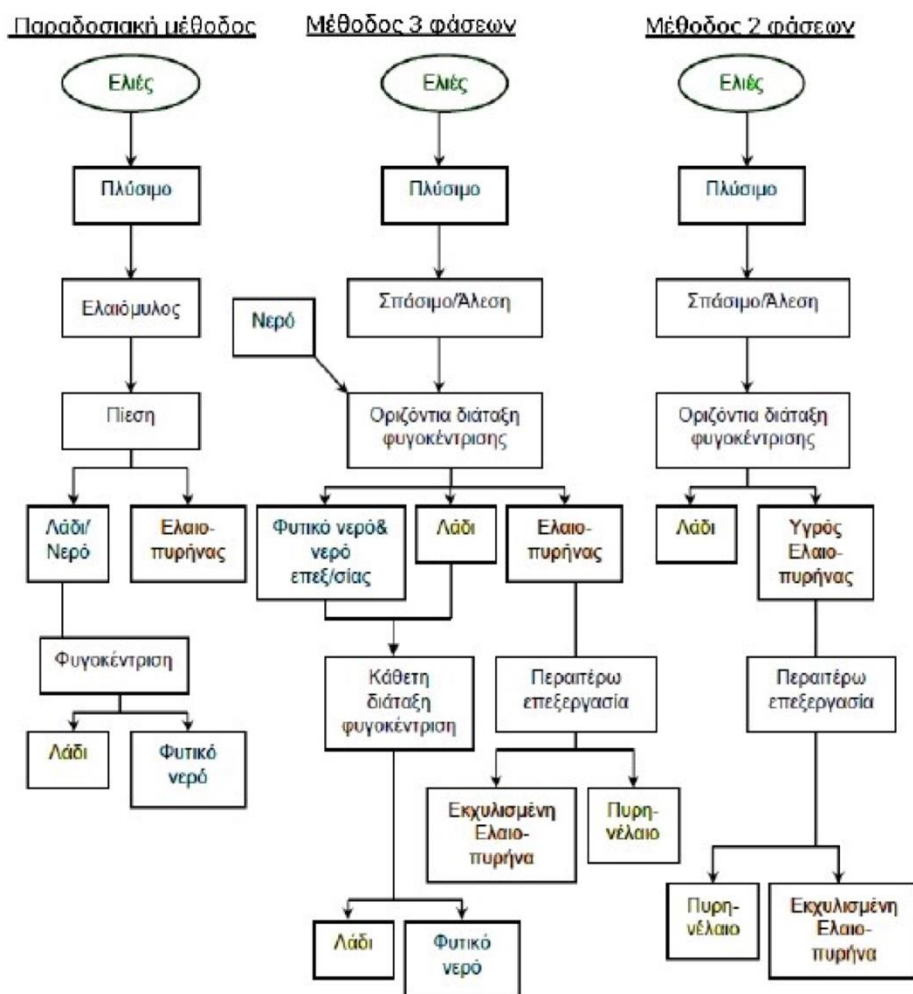 Παραδοσιακή μέθοδος
Ελιές
Πλύσιμο
Ελαιόμυλος
Πίεση
Λάδι/
Νερό
Ελαιο-
πυρήνας
Φυγοκέντριση
Λάδι
Φυτικό
νερό
Μέθοδος 3 φάσεων
Ελιές
Πλύσιμο
Σπάσιμο/Άλεση
Νερό
Οριζόντια διάταξη
φυγοκέντρισης
Φυτικό νερό&
νερό
επεξ/σίας
Λάδι
Ελαιο-
πυρήνας
Κάθετη
διάταξη
φυγοκέντριση
Περαιτέρω
επεξεργασία
Εκχυλισμένη
Ελαιο-
πυρήνα
Πυρη-
νέλαιο
Λάδι
Φυτικό
νερό
Μέθοδος 2 φάσεων
Ελιές
Πλύσιμο
Σπάσιμο/Άλεση
Οριζόντια διάταξη
φυγοκέντρισης
Λάδι
Υγρός
Ελαιο-
πυρήνας
Περαιτέρω
επεξεργασία
Πυρη-
νέλαιο
Εκχυλισμένη
Ελαιο-
πυρήνα